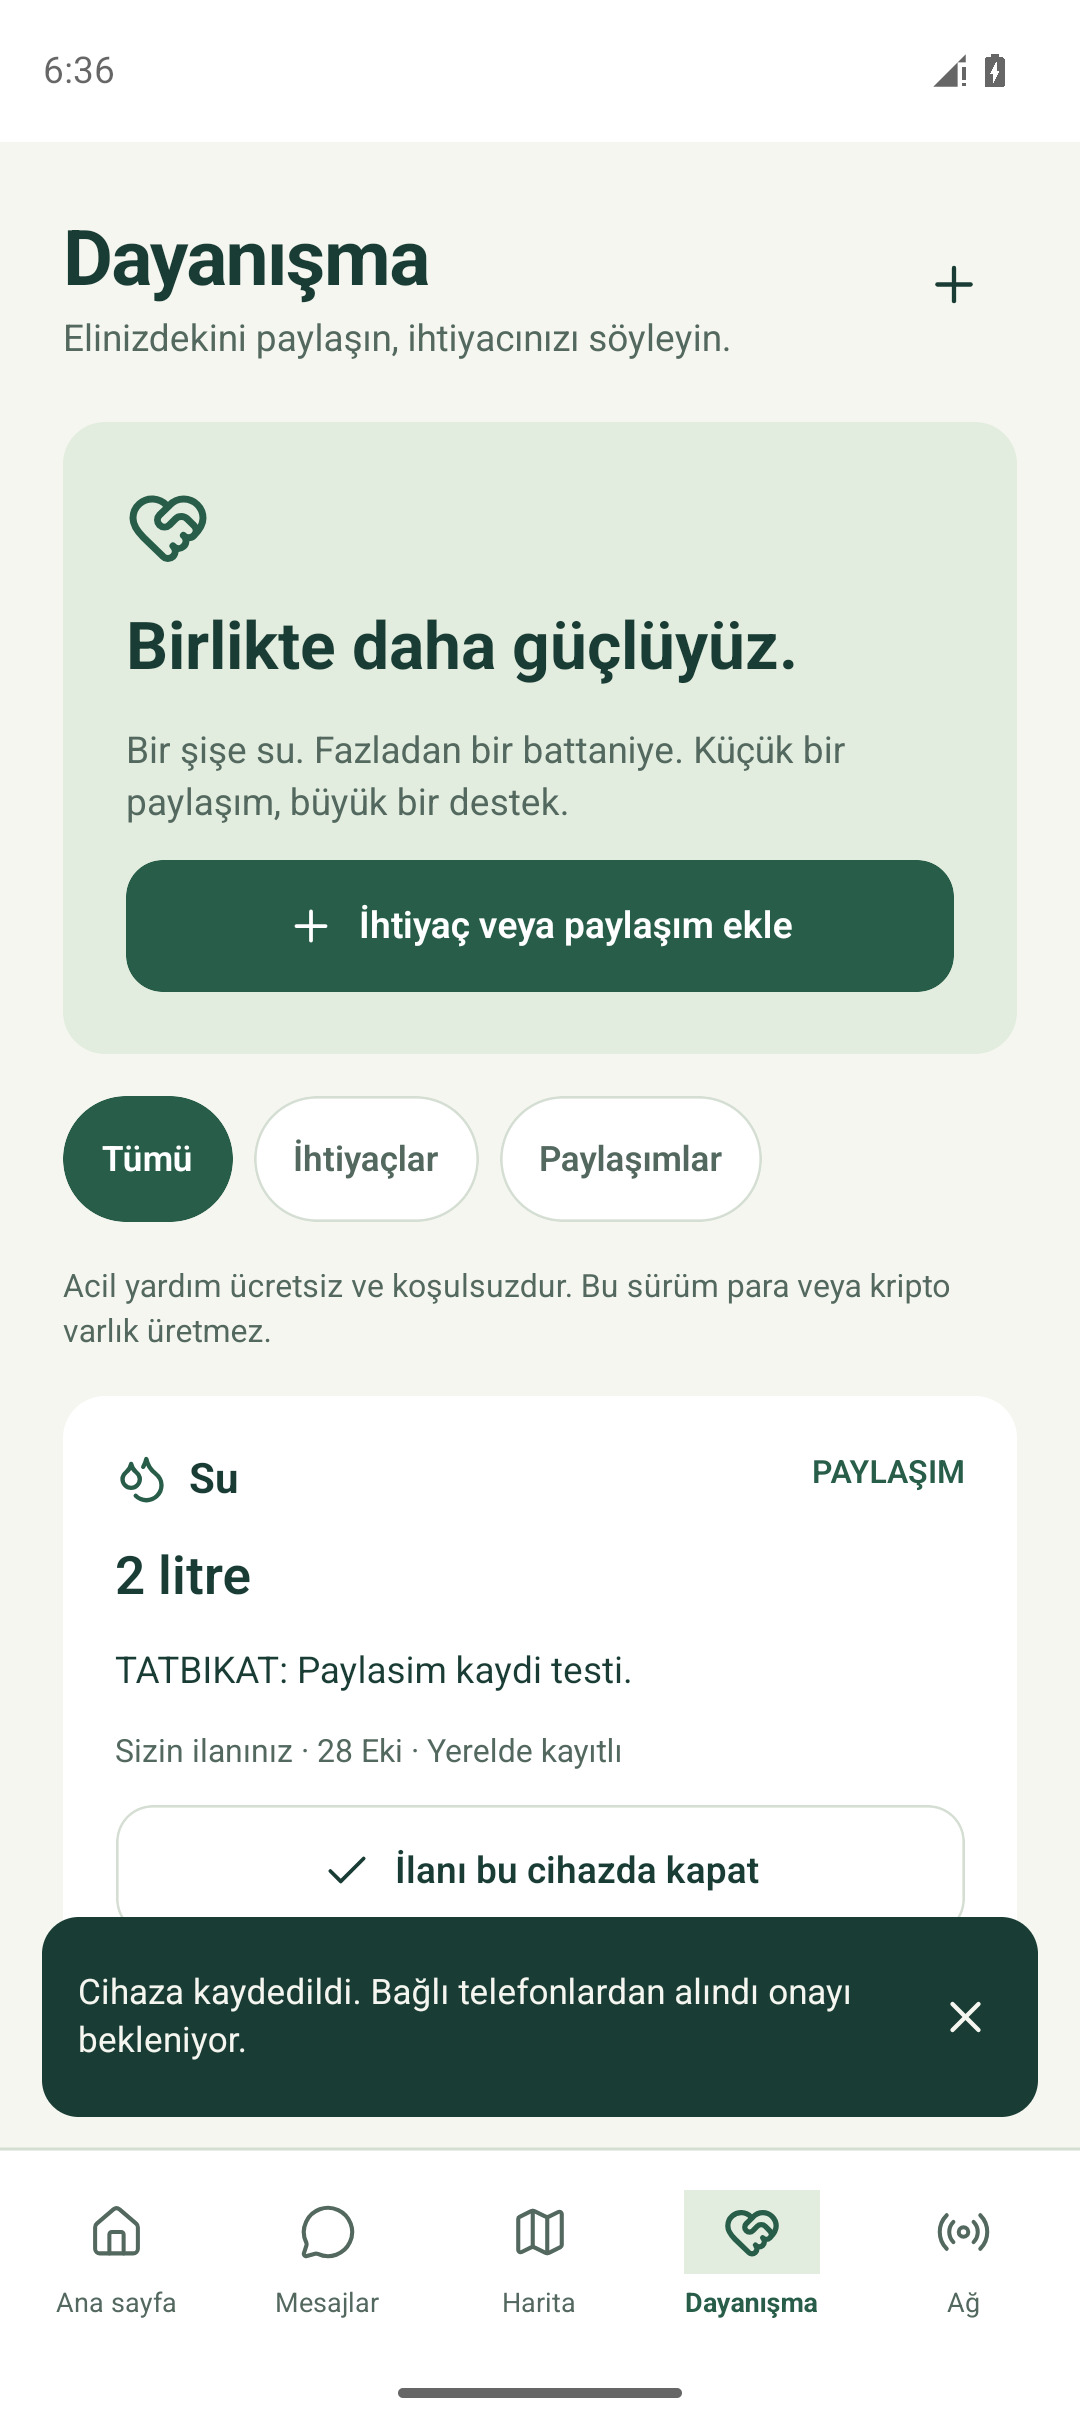 6:36
Dayanışma
Elinizdekini paylaşın, ihtiyacınızı söyleyin.
Birlikte daha güçlüyüz.
Bir şişe su. Fazladan bir battaniye. Küçük bir
paylaşım, büyük bir destek.
İhtiyaç veya paylaşım ekle
Tümü
İhtiyaçlar
Paylaşımlar
Acil yardım ücretsiz ve koşulsuzdur. Bu sürüm para veya kripto
varlık üretmez.
Su
PAYLAŞIM
2 litre
TATBIKAT: Paylasim kaydi testi.
Sizin ilanınız · 28 Eki · Yerelde kayıtlı
İlanı bu cihazda kapat
Cihaza kaydedildi. Bağlı telefonlardan alındı onayı
bekleniyor.
Ana sayfa
Mesajlar
Harita
Dayanışma
Ağ